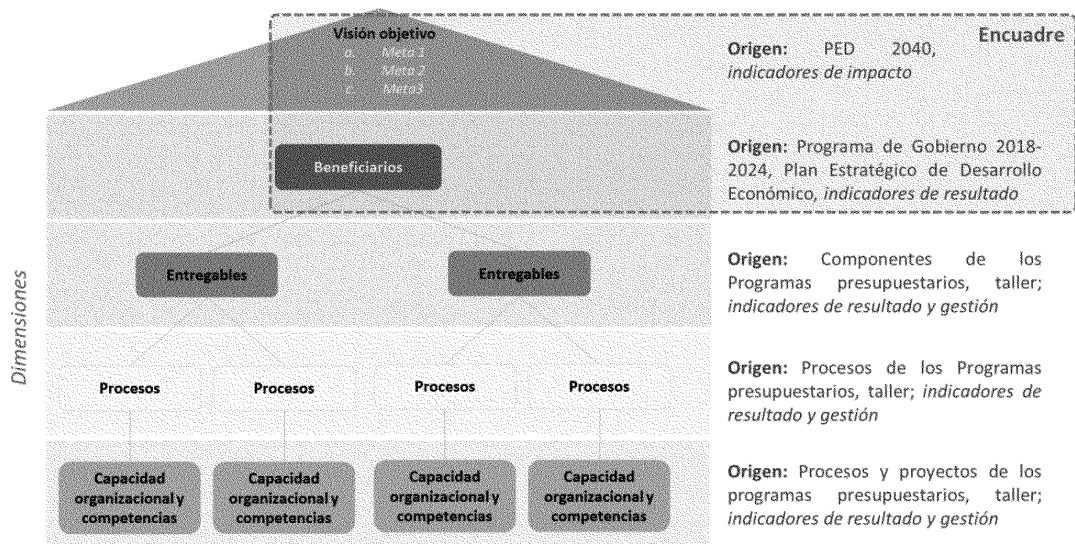 Encuadre
Visión objetivo
a. Meta 1
b. Meta 2
c. Meta3
Origen: PED 2040,
indicadores de impacto
Beneficiarios
Origen: Programa de Gobierno 2018-
2024, Plan Estratégico de Desarrollo
Económico, indicadores de resultado
Dimensiones
Entregables
Entregables
Origen: Componentes de los
Programas presupuestarios, taller;
indicadores de resultado y gestión
Procesos
Procesos
Procesos
Procesos
Origen: Procesos de los Programas
presupuestarios, taller; indicadores de
resultado y gestión
Capacidad
organizacional y
competencias
Capacidad
organizacional y
competencias
Capacidad
organizacional y
competencias
Capacidad
organizacional y
competencias
Origen: Procesos y proyectos de los
programas presupuestarios, taller;
indicadores de resultado y gestión